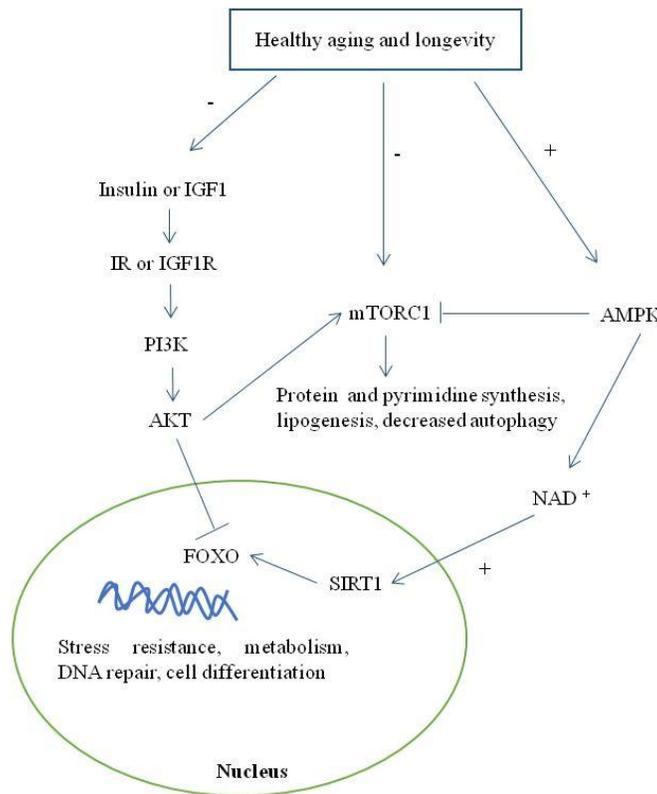 Healthy aging and longevity
-
-
+
Insulin or IGF1
IR or IGF1R
mTORC1
AMPK
PI3K
Protein and pyrimidine synthesis,
lipogenesis, decreased autophagy
AKT
NAD +
FOXO
SIRT1
+
Stress resistance, metabolism,
DNA repair, cell differentiation
Nucleus